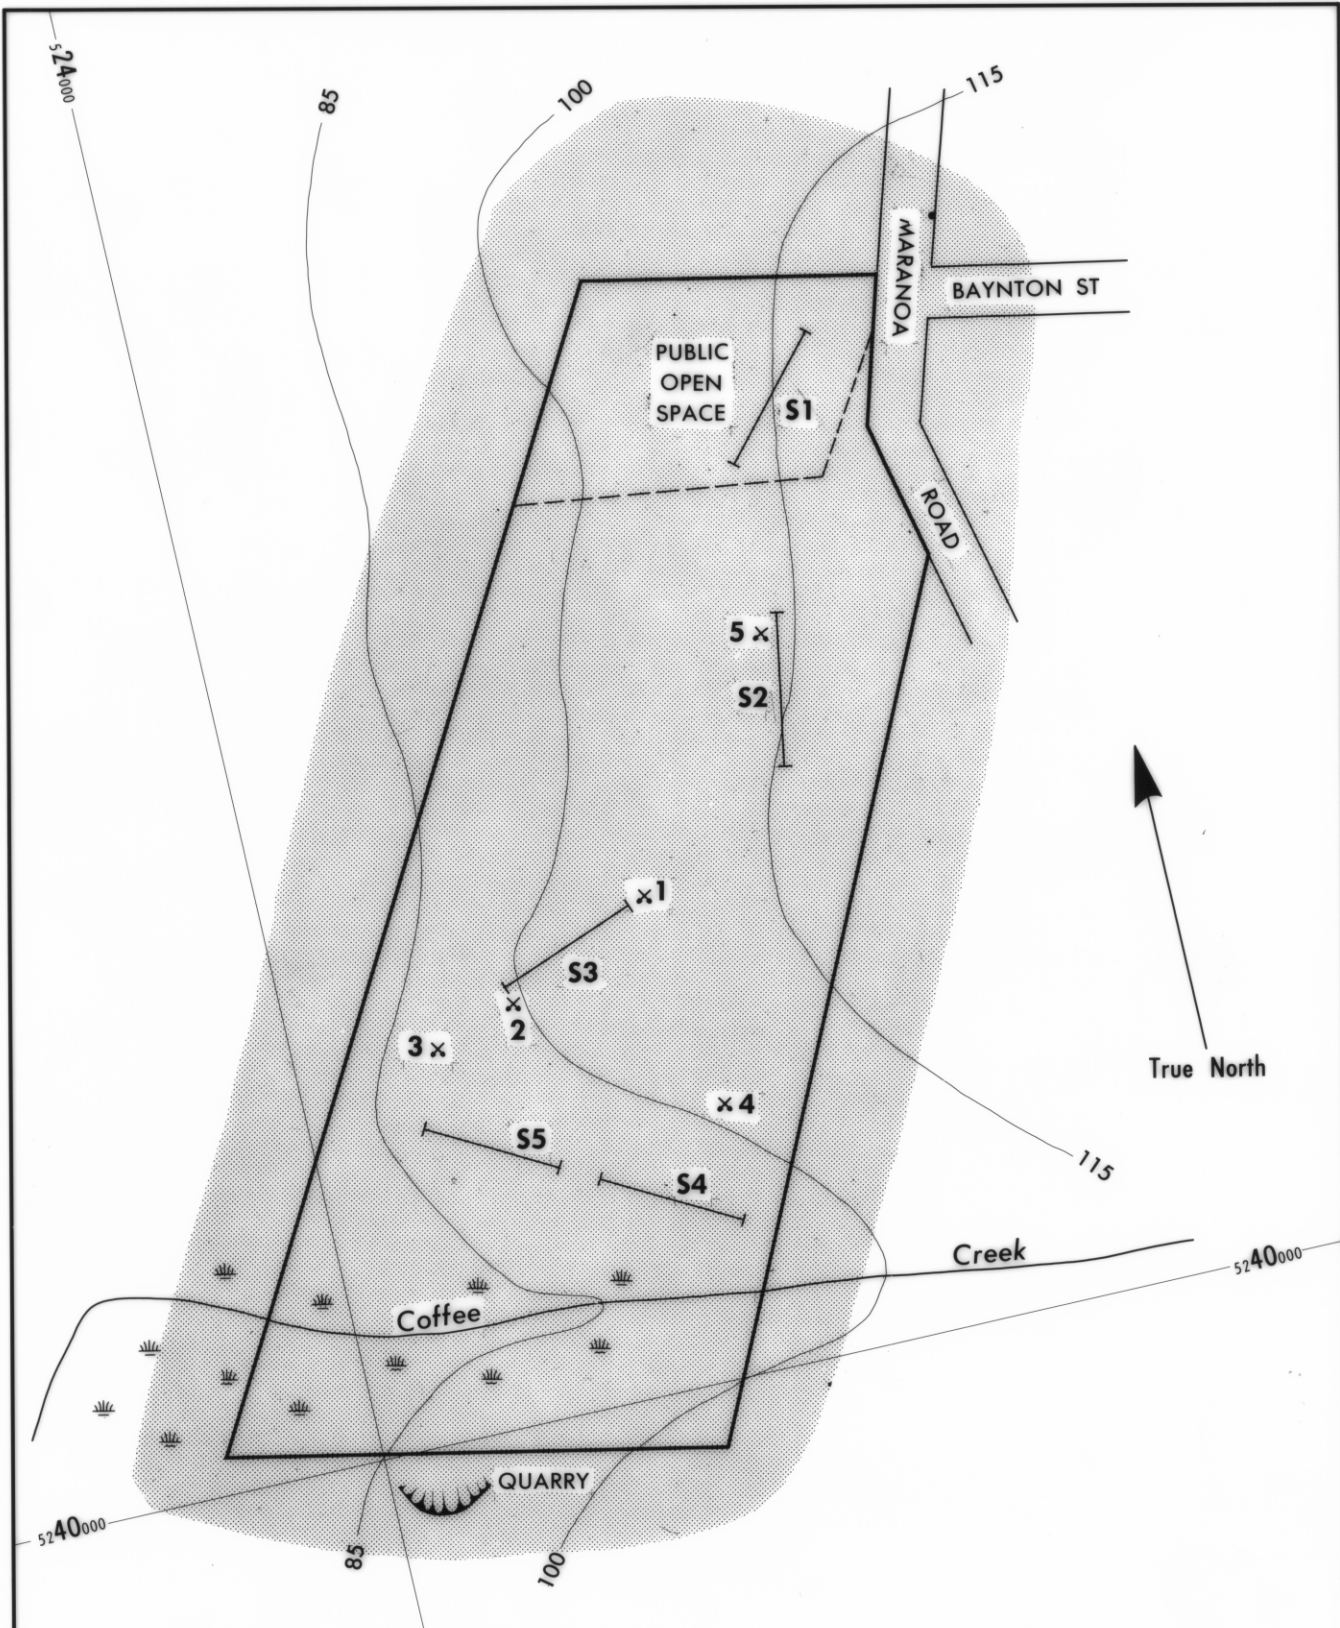 524000
85
100
115
MARANOA
BAYNTON ST
PUBLIC
OPEN
SPACE
S1
ROAD
5
S2
1
S3
2
3
True North
4
S5
S4
115
Creek
5240000
Coffee
QUARRY
5240000
85
100